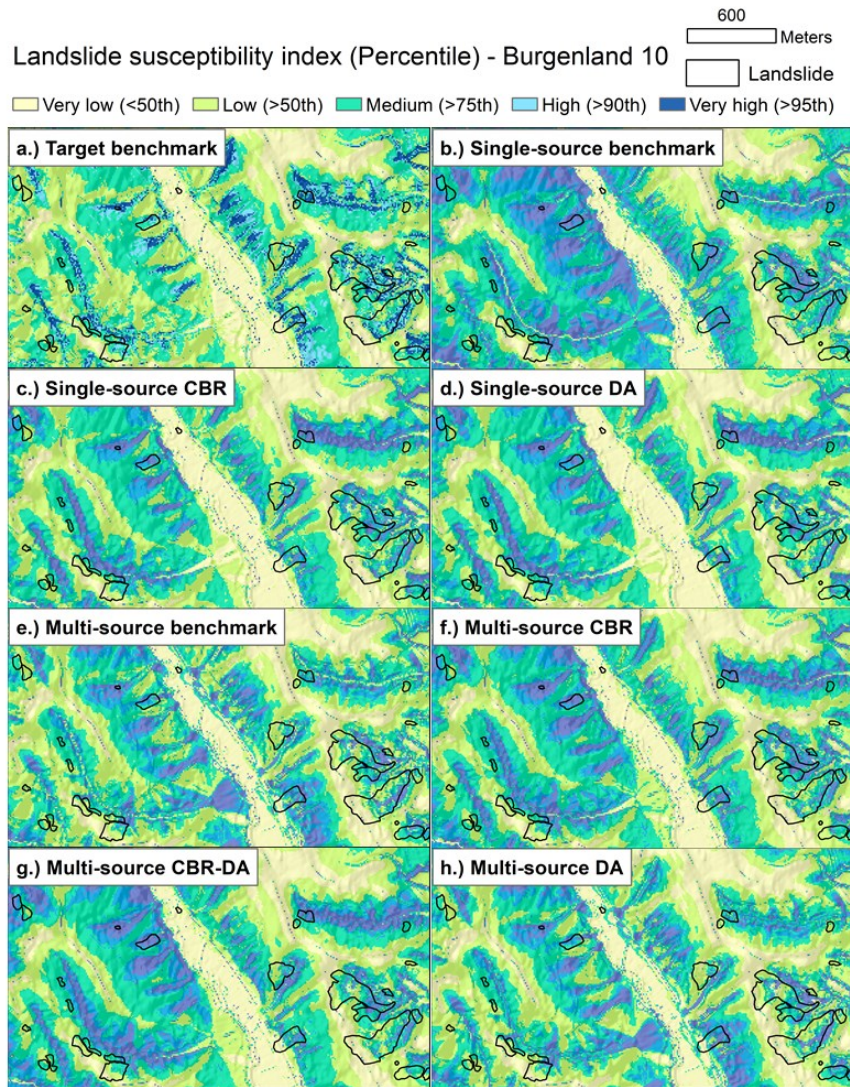 600
Meters
Landslide susceptibility index (Percentile) - Burgenland 10
Landslide
Very low (<50th) Low (>50th) Medium (>75th) High (>90th) Very high (>95th)
a.) Target benchmark b.) Single-source benchmark
c.) Single-source CBR d.) Single-source DA
e.) Multi-source benchmark f.) Multi-source CBR
g.) Multi-source CBR-DA h.) Multi-source DA